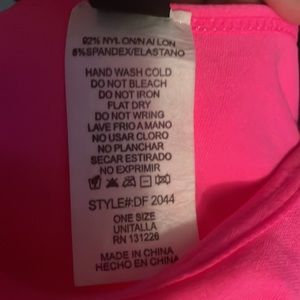 92% NYLON/NAILON
8%SPANDEX/ELASTANO
HAND WASH COLD
DO NOT BLEACH
DO NOT IRON
FLAT DRY
DO NOT WRING
LAVE FRIO A MANO
NO USAR CLORO
NO PLANCHAR
SECAR ESTIRADO
NO EXPRIMIR
STYLE#:DF 2044
ONE SIZE
UNITALLA
RN 131226
MADE IN CHINA
HECHO EN CHINA